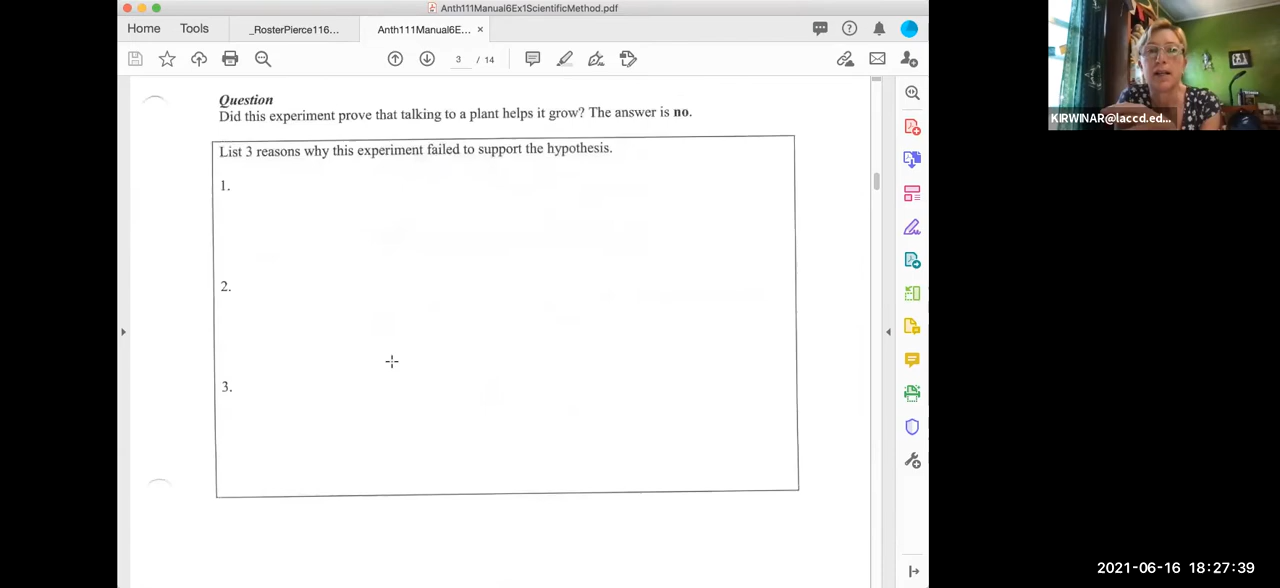 Anth111Manual6Ex1ScientificMethod.pdf
Home
Tools
_RosterPierce116...
Anth111Manual6E... ×
3 / 14
Question
Did this experiment prove that talking to a plant helps it grow? The answer is no.
List 3 reasons why this experiment failed to support the hypothesis.
1.
2.
3.
KIRWINAR@laccd.ed...
2021-06-16 18:27:39